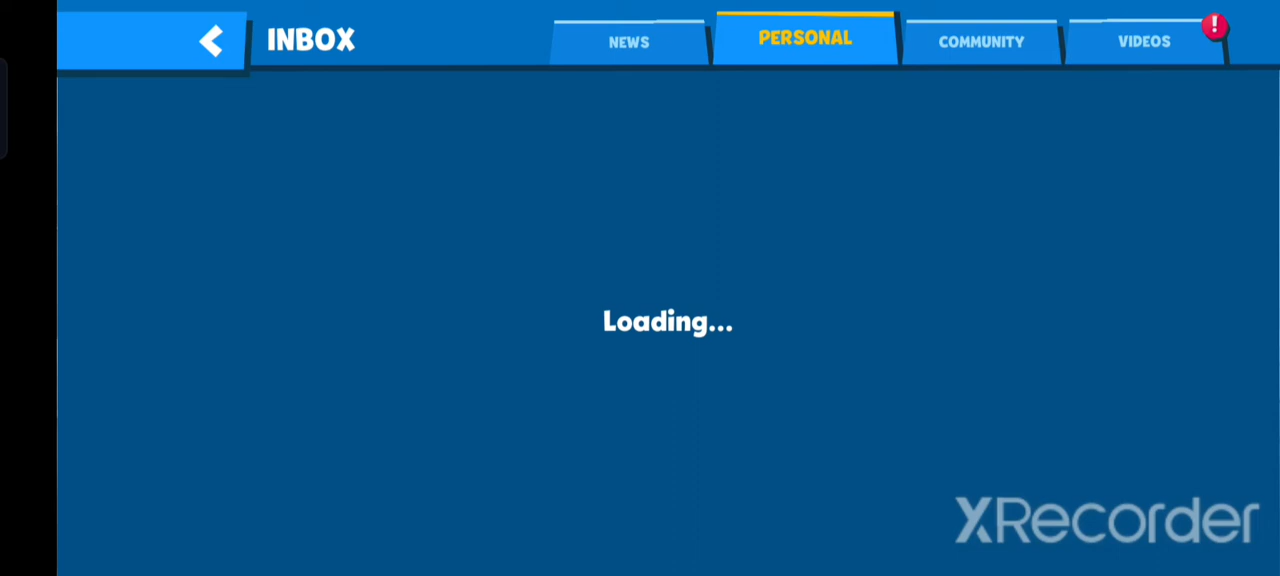 INBOX
NEWS
PERSONAL
COMMUNITY
VIDEOS
!
Loading...
XRecorder